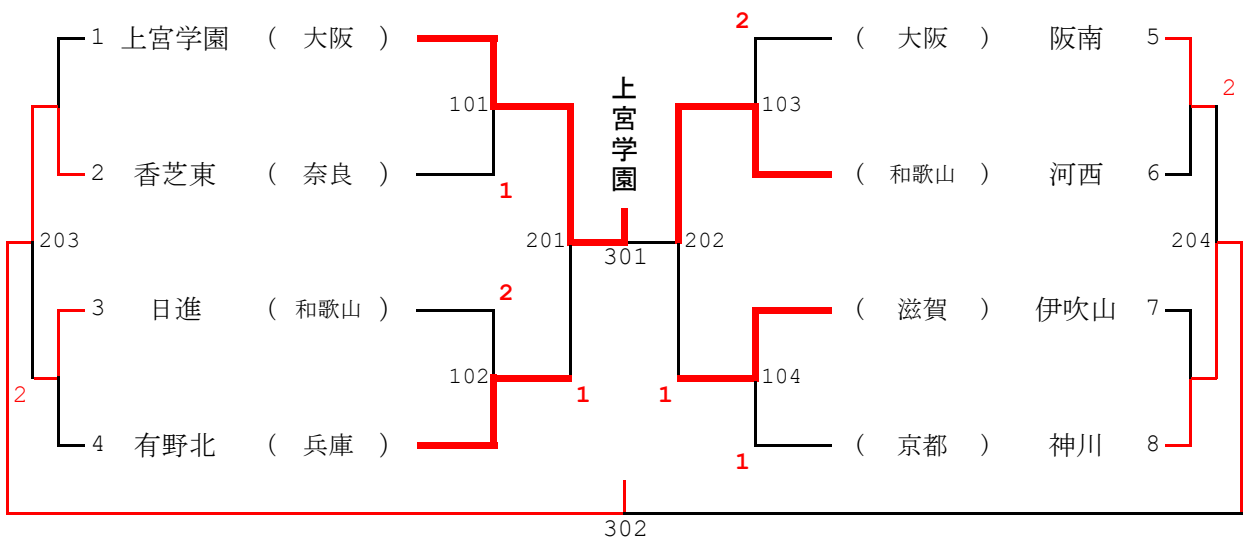 2
1 上宮学園 ( 大阪 ) ( 大阪 ) 阪南 5
2
101 上宮学園 103
2 香芝東 ( 奈良 ) ( 和歌山 ) 河西 6
1
203 201 301 202 204
2
3 日進 ( 和歌山 ) ( 滋賀 ) 伊吹山 7
102 104
2 1 1
4 有野北 ( 兵庫 ) ( 京都 ) 神川 8
1
302